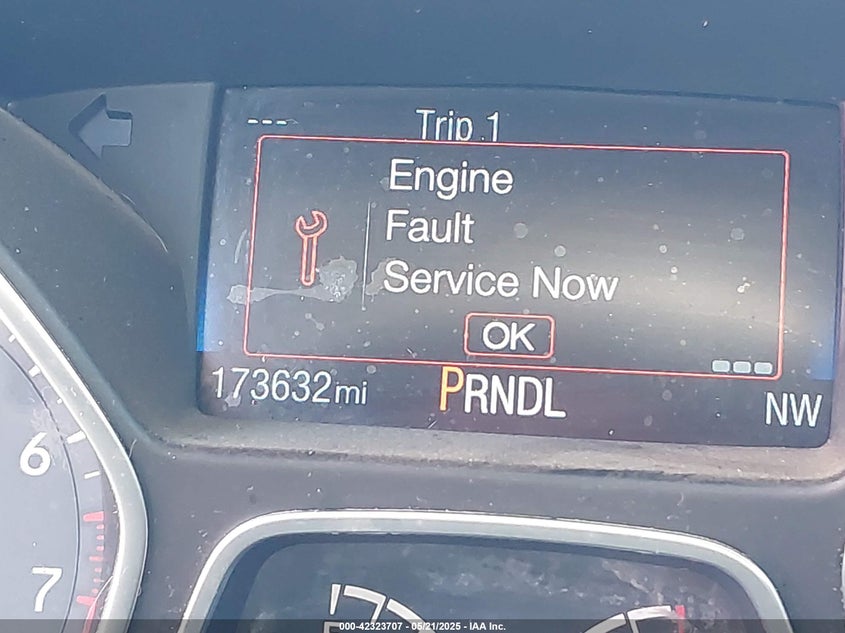 ---
Trip 1
Engine
Fault
Service Now
OK
173632mi
PRNDL
NW
6
7
000-42323707 - 05/21/2025 - IAA Inc.